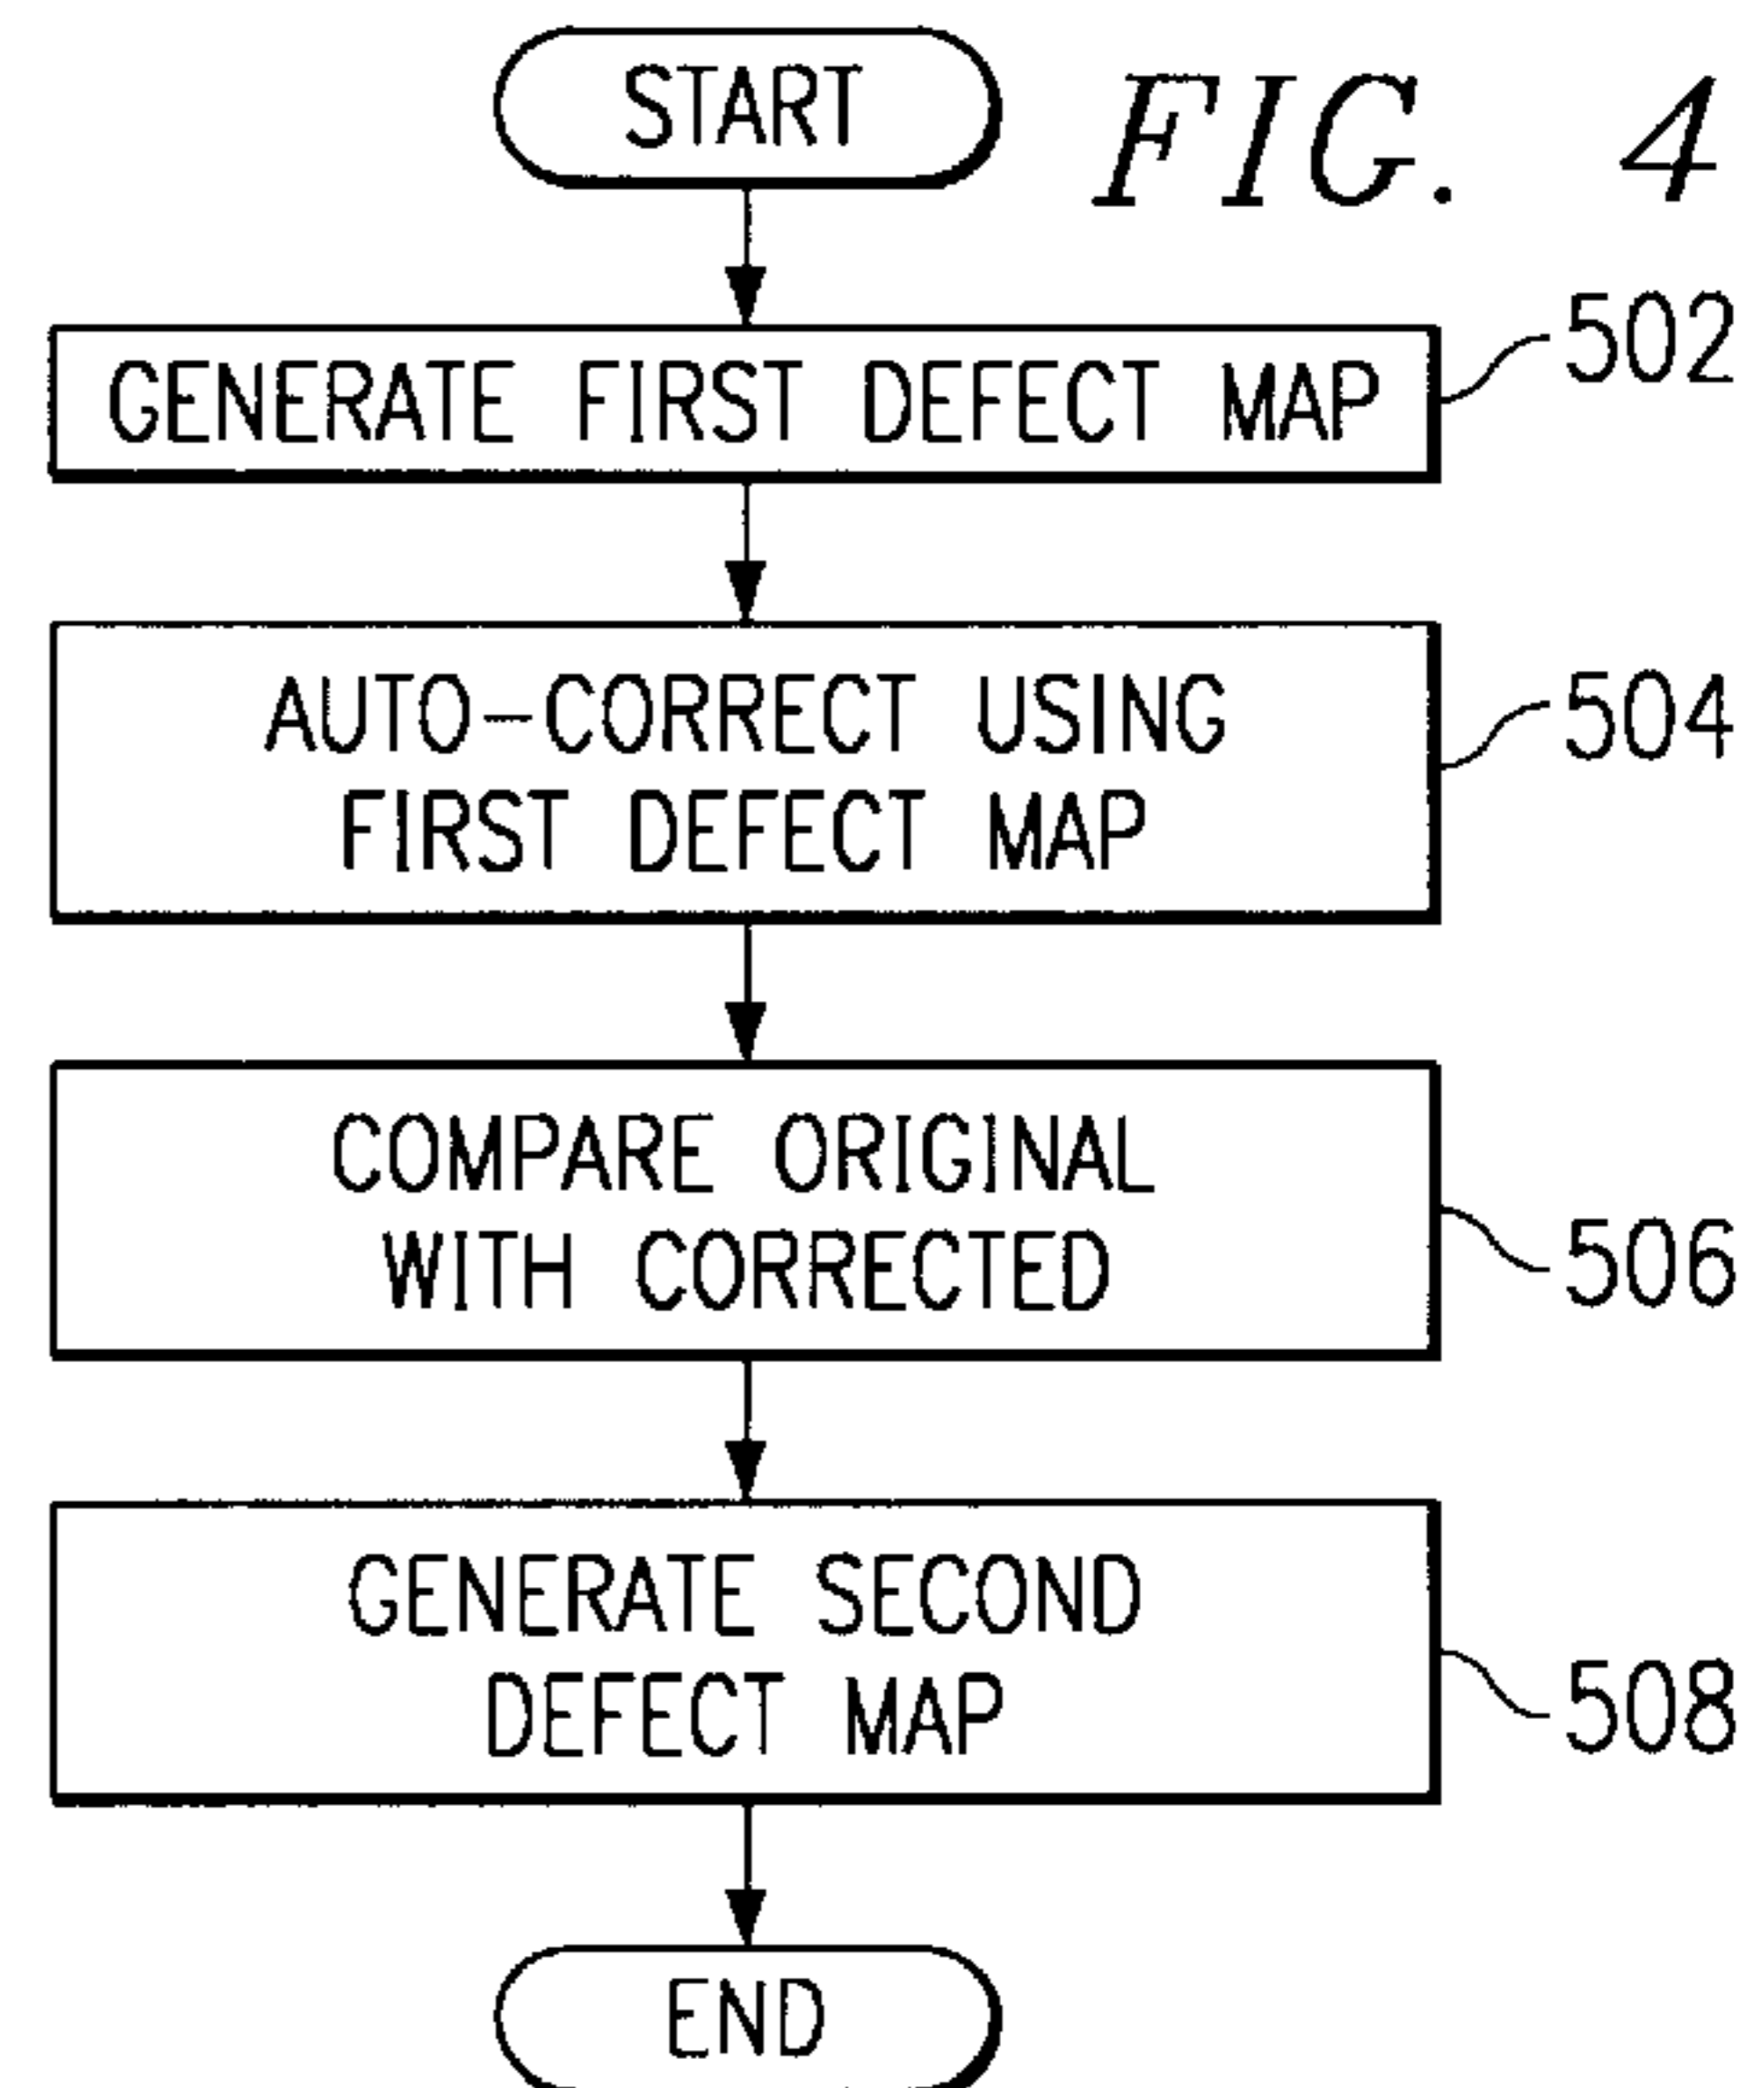 START
FIG. 4
GENERATE FIRST DEFECT MAP
502
AUTO-CORRECT USING
FIRST DEFECT MAP
504
COMPARE ORIGINAL
WITH CORRECTED
506
GENERATE SECOND
DEFECT MAP
508
END